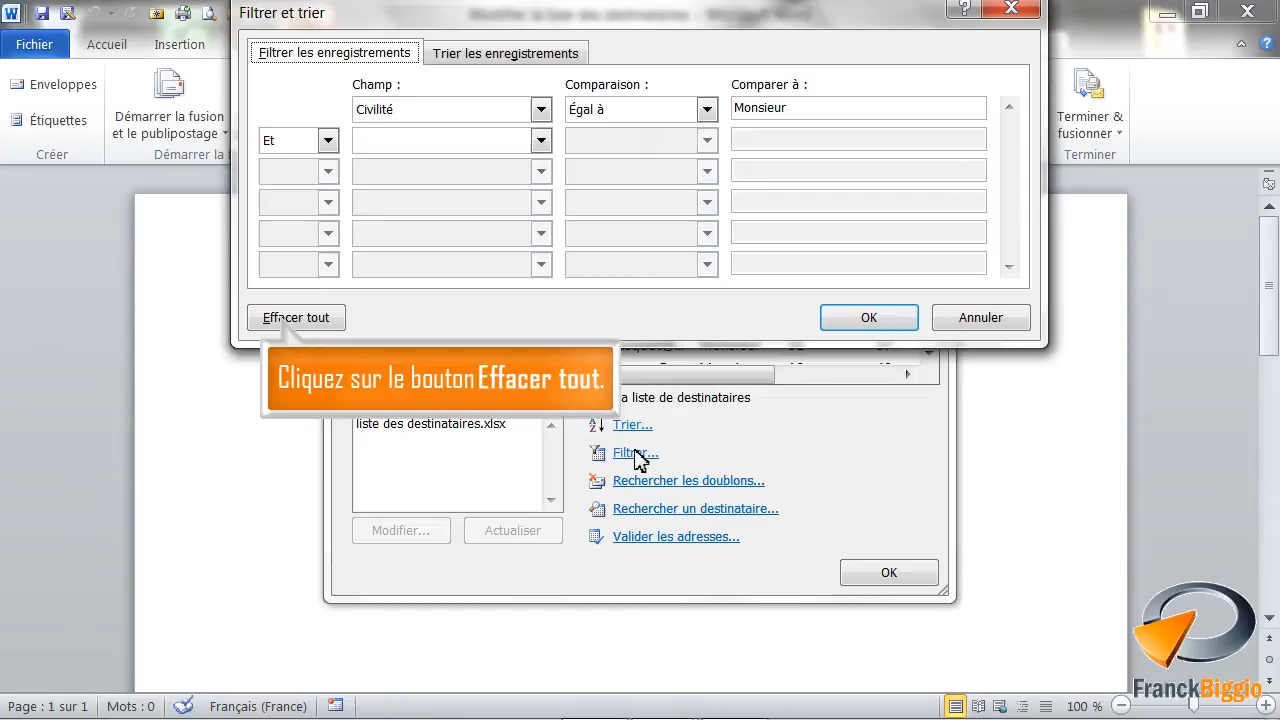 Filtrer et trier
Fichier
Accueil
Insertion
Enveloppes
Étiquettes
Créer
Démarrer la fusion
et le publipostage
Démarrer la
Terminer &
fusionner
Terminer
Filtrer les enregistrements
Trier les enregistrements
Champ :
Comparaison :
Comparer à :
Civilité
Égal à
Monsieur
Et
Effacer tout
OK
Annuler
Cliquez sur le bouton Effacer tout.
a liste de destinataires
liste des destinataires.xlsx
Trier...
Filtrer...
Rechercher les doublons...
Rechercher un destinataire...
Valider les adresses...
Modifier...
Actualiser
OK
FranckBiggio
Page : 1 sur 1
Mots : 0
Français (France)
100 %